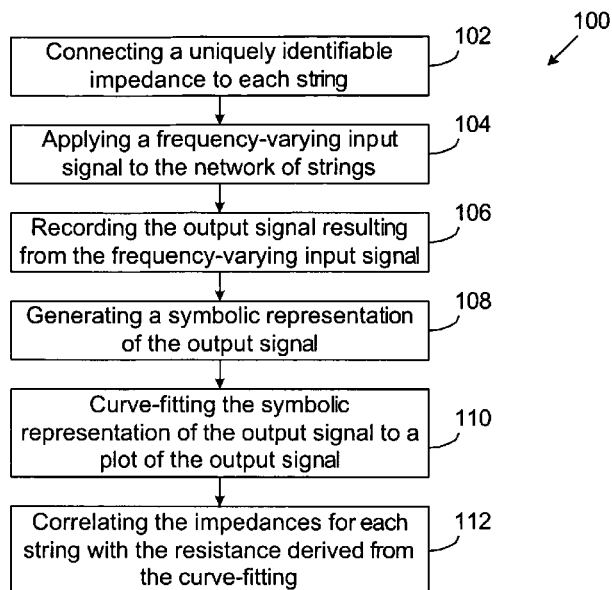 100
Connecting a uniquely identifiable
impedance to each string
102
Applying a frequency-varying input
signal to the network of strings
104
Recording the output signal resulting
from the frequency-varying input signal
106
Generating a symbolic representation
of the output signal
108
Curve-fitting the symbolic
representation of the output signal to a
plot of the output signal
110
Correlating the impedances for each
string with the resistance derived from
the curve-fitting
112